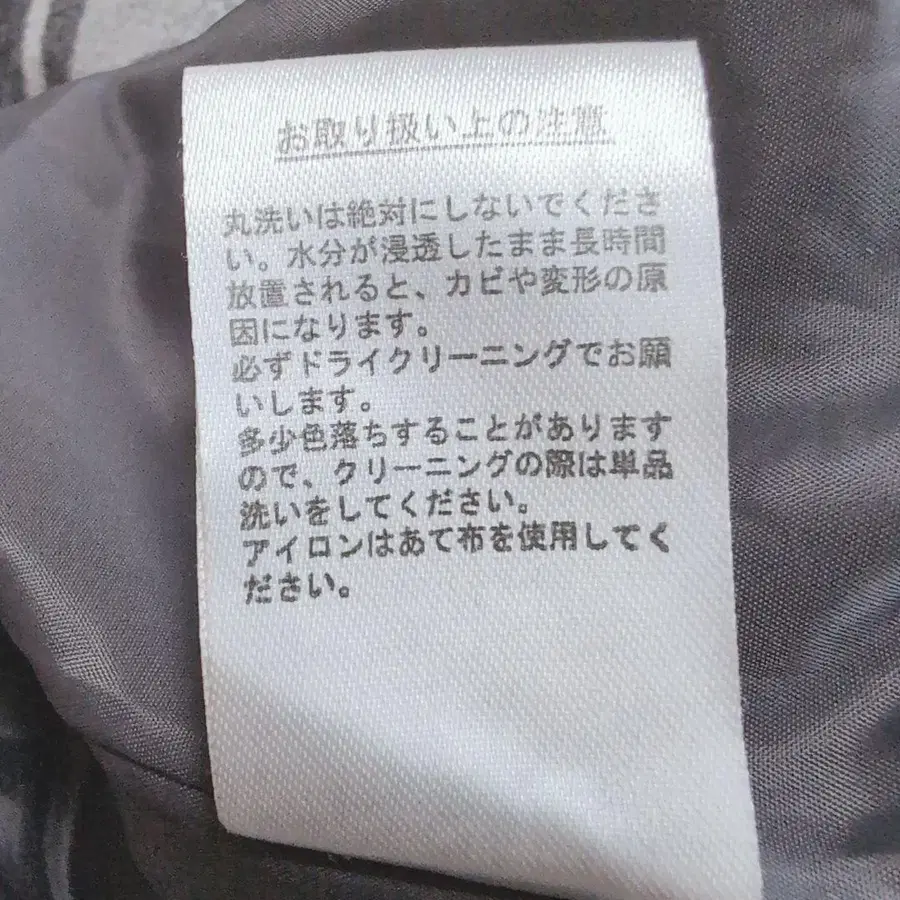 お取り扱い上の注意
丸洗いは絶対にしないでくださ
い。水分が浸透したまま長時間
放置されると、カビや変形の原
因になります。
必ずドライクリーニングでお願
いします。
多少色落ちすることがあります
ので、クリーニングの際は単品
洗いをしてください。
アイロンはあて布を使用してく
ださい。